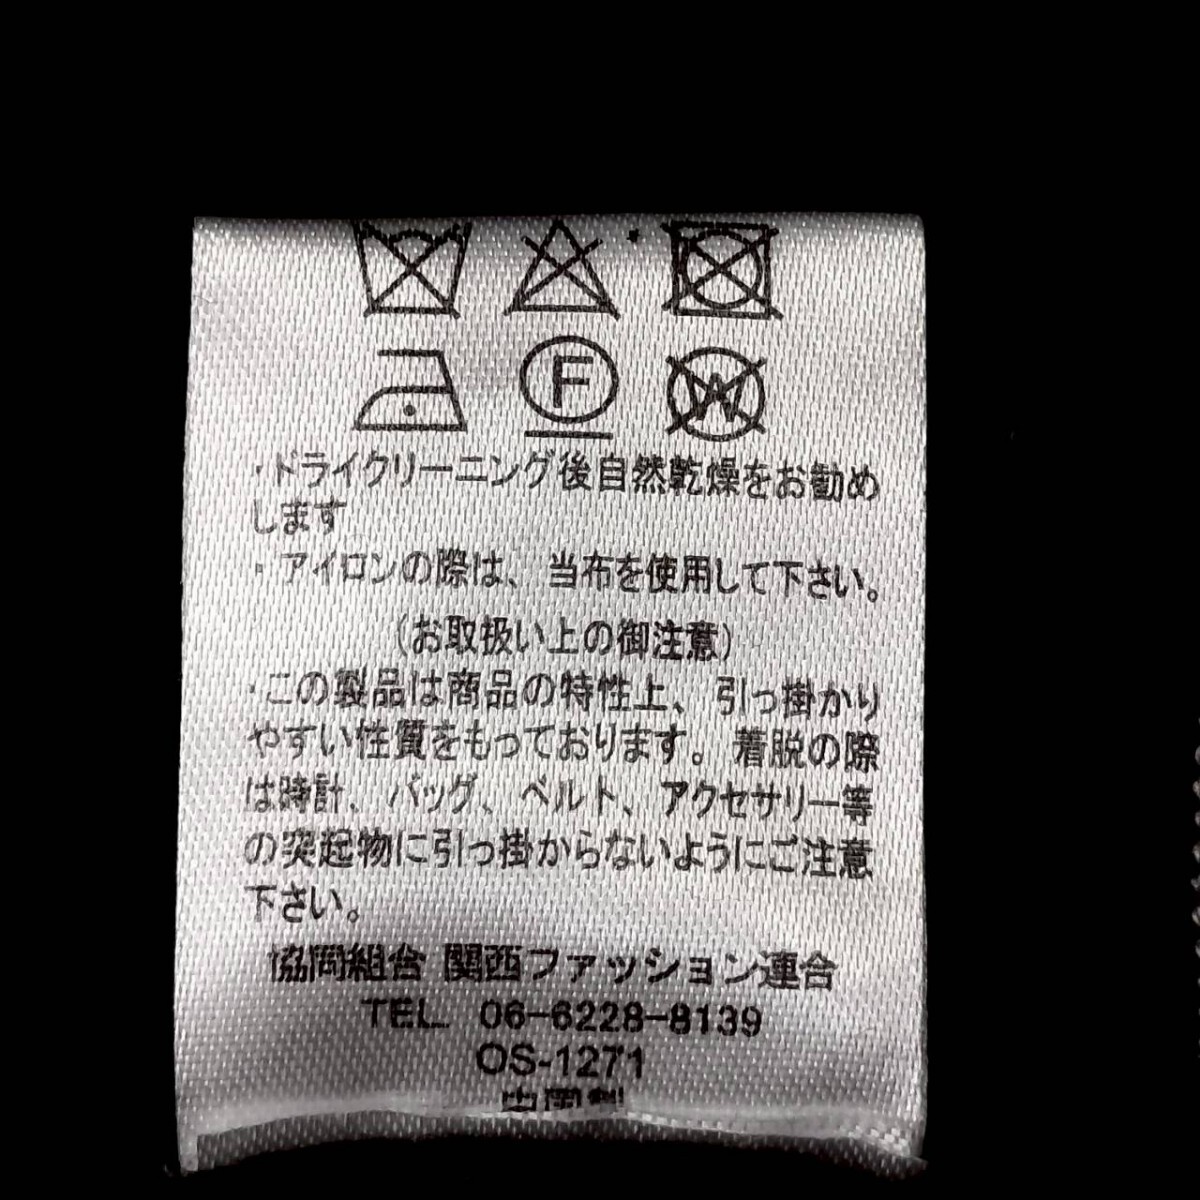 F W
・ドライクリーニング後自然乾燥をお勧め
します
・アイロンの際は、当布を使用して下さい。
(お取扱い上の御注意)
・この製品は商品の特性上、引っ掛かり
やすい性質をもっております。着脱の際
は時計、バッグ、ベルト、アクセサリー等
の突起物に引っ掛からないようにご注意
下さい。
協同組合 関西ファッション連合
TEL 06-6228-8139
OS-1271
中国製